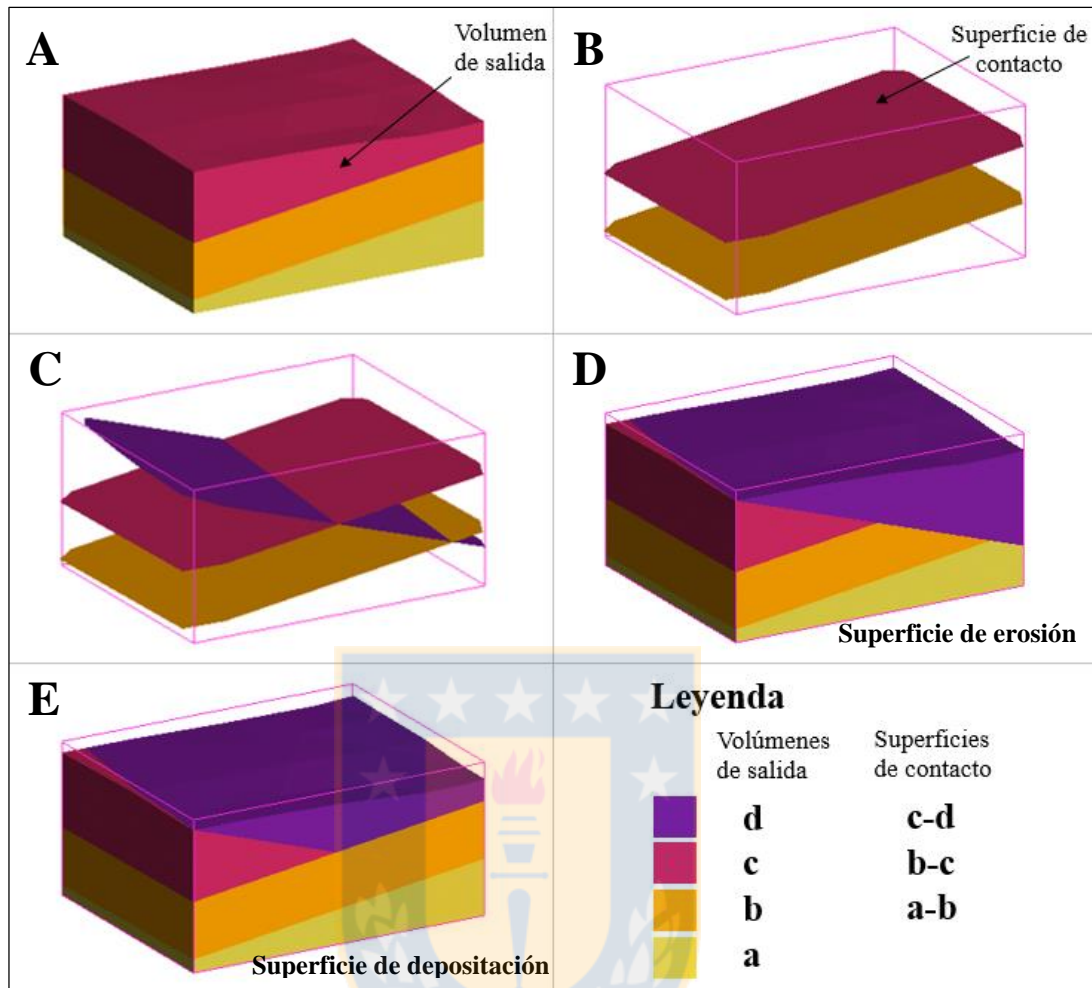 A
Volumen
de salida
B
Superficie de
contacto
C
D
Superficie de erosión
E
Superficie de depositación
Leyenda
Volúmenes
de salida
Superficies
de contacto
d
c-d
c
b-c
b
a-b
a